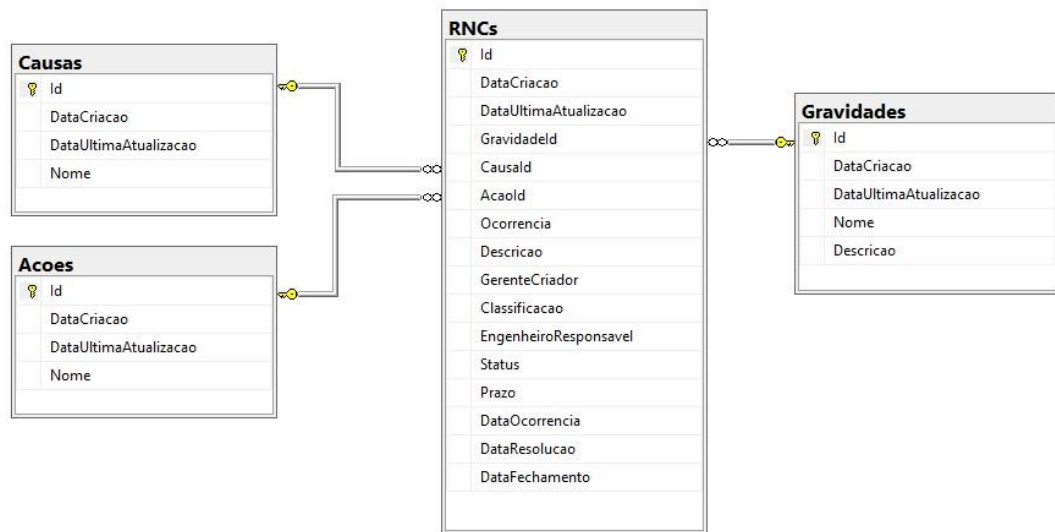 Causas
Id
DataCriacao
DataUltimaAtualizacao
Nome
Acoes
Id
DataCriacao
DataUltimaAtualizacao
Nome
RNCs
Id
DataCriacao
DataUltimaAtualizacao
GravidadeId
CausaId
AcaoId
Ocorrencia
Descricao
GerenteCriador
Classificacao
EngenheiroResponsavel
Status
Prazo
DataOcorrencia
DataResolucao
DataFechamento
Gravidades
Id
DataCriacao
DataUltimaAtualizacao
Nome
Descricao